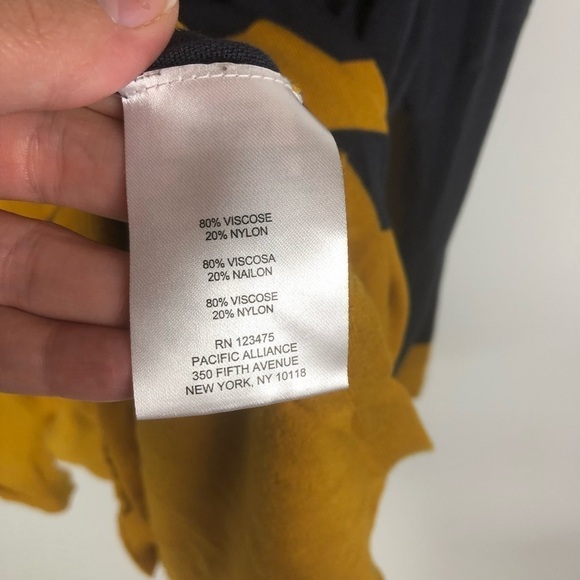 80% VISCOSE
20% NYLON
80% VISCOSA
20% NAILON
80% VISCOSE
20% NYLON
RN 123475
PACIFIC ALLIANCE
350 FIFTH AVENUE
NEW YORK, NY 10118